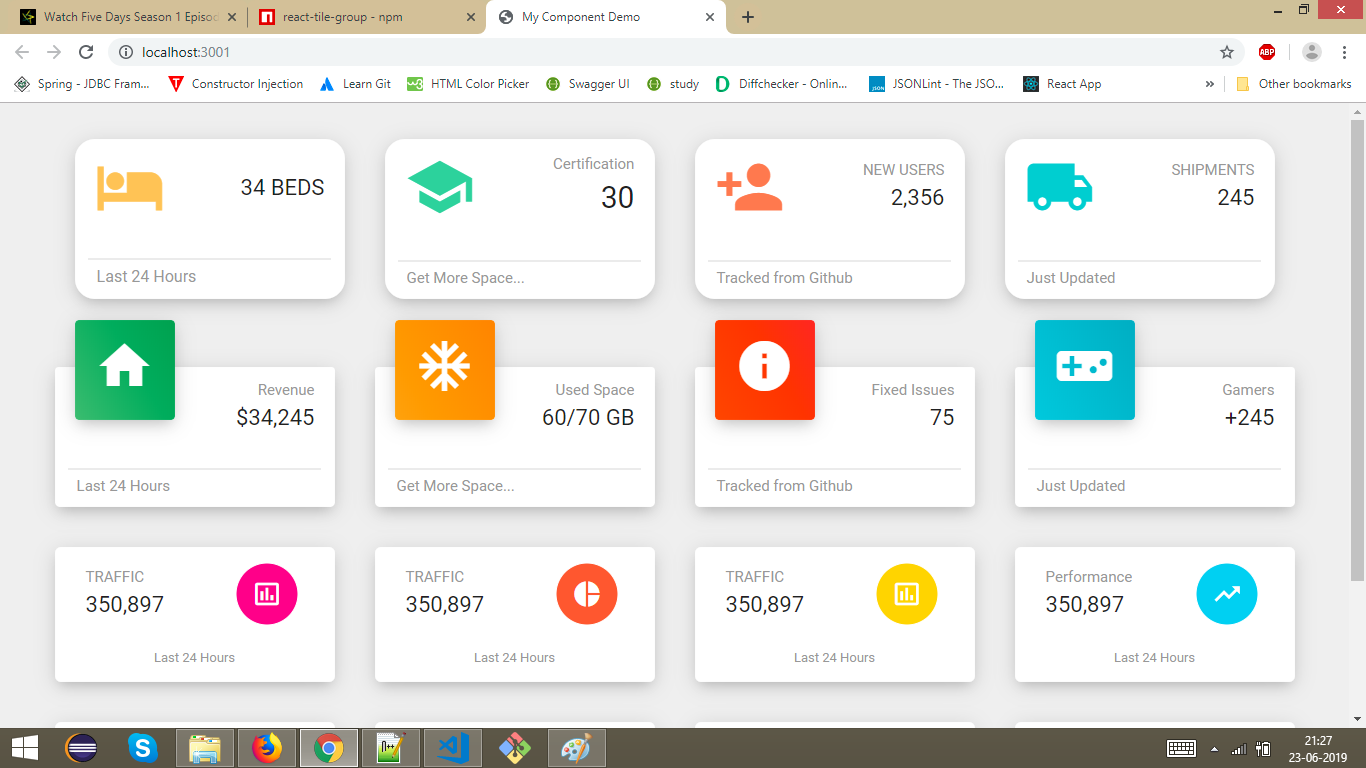 Watch Five Days Season 1 Episod
react-tile-group - npm
My Component Demo
localhost:3001
ABP
Spring - JDBC Fram...
Constructor Injection
Learn Git
HTML Color Picker
Swagger UI
study
Diffchecker - Onlin...
JSON
JSONLint - The JSO...
React App
»
Other bookmarks
34 BEDS
Last 24 Hours
Certification
30
Get More Space...
NEW USERS
2,356
Tracked from Github
SHIPMENTS
245
Just Updated
Revenue
$34,245
Last 24 Hours
Used Space
60/70 GB
Get More Space...
Fixed Issues
75
Tracked from Github
Gamers
+245
Just Updated
TRAFFIC
350,897
Last 24 Hours
TRAFFIC
350,897
Last 24 Hours
TRAFFIC
350,897
Last 24 Hours
Performance
350,897
Last 24 Hours
21:27
23-06-2019